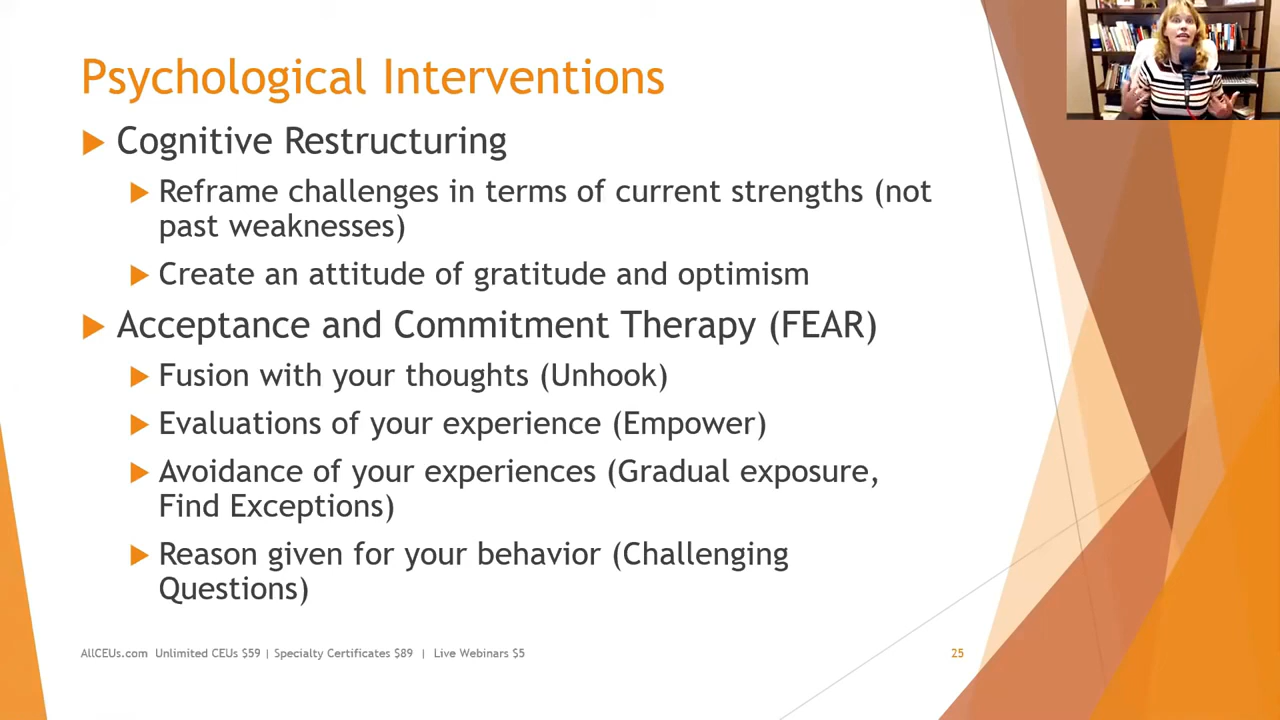 Psychological Interventions
Cognitive Restructuring
Reframe challenges in terms of current strengths (not
past weaknesses)
Create an attitude of gratitude and optimism
Acceptance and Commitment Therapy (FEAR)
Fusion with your thoughts (Unhook)
Evaluations of your experience (Empower)
Avoidance of your experiences (Gradual exposure,
Find Exceptions)
Reason given for your behavior (Challenging
Questions)
AllCEUs.com Unlimited CEUs $59 | Specialty Certificates $89 | Live Webinars $5
25